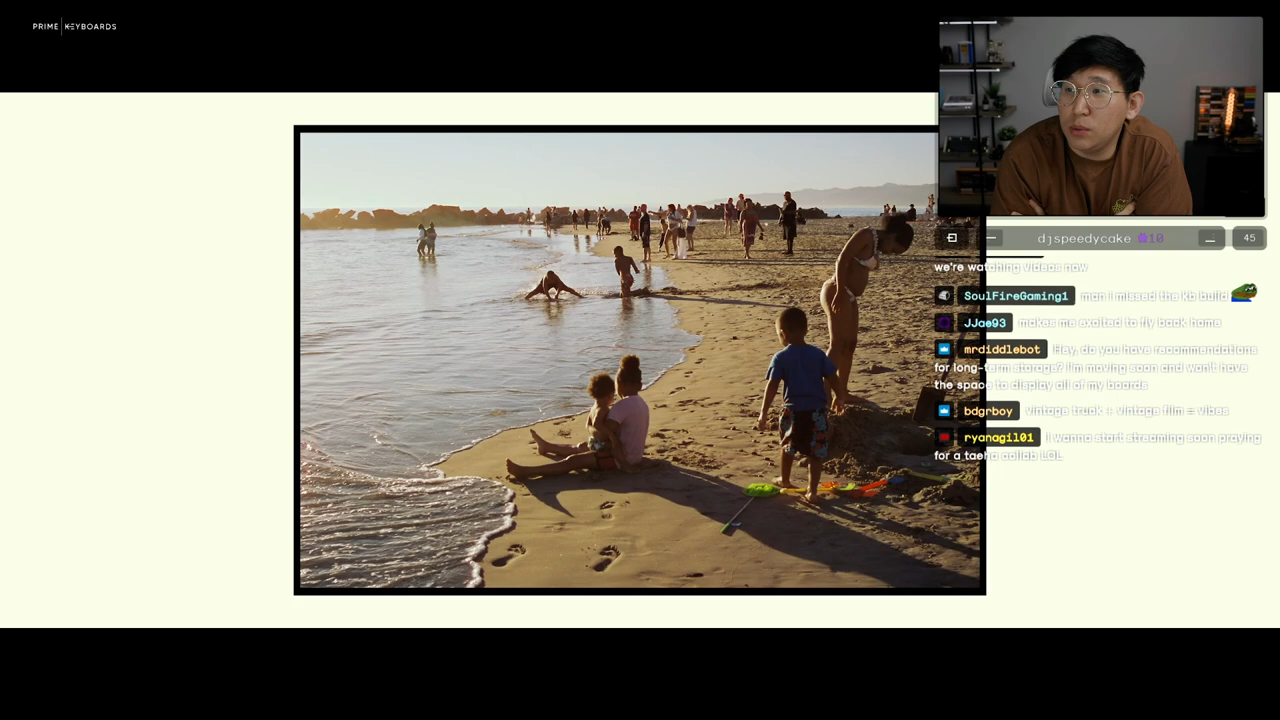 PRIME | KEYBOARDS
djspeedycake 10
45
we're watching videos now
SoulFireGaming1 man I missed the kb build
JJae93 makes me excited to fly back home
mrdiddlebot Hey, do you have recommendations
for long-term storage? I'm moving soon and won't have
the space to display all of my boards
bdgrboy vintage trunk + vintage film = vibes
ryanagil01 I wanna start streaming soon praying
for a taeha collab LOL